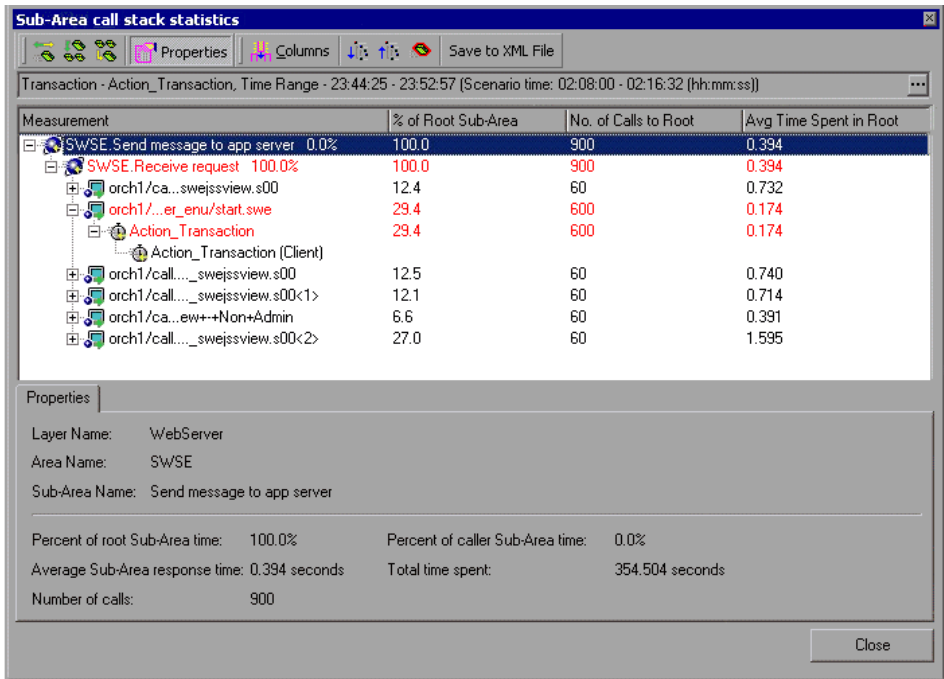 Sub-Area call stack statistics
Properties Columns Save to XML File
Transaction - Action_Transaction, Time Range - 23:44:25 - 23:52:57 (Scenario time: 02:08:00 - 02:16:32 (hh:mm:ss)) ...
Measurement % of Root Sub-Area No. of Calls to Root Avg Time Spent in Root
SWSE.Send message to app server 0.0% 100.0 900 0.394
SWSE.Receive request 100.0% 100.0 900 0.394
orch1/ca...swejssview.s00 12.4 60 0.732
orch1/...er_enu/start.swe 29.4 600 0.174
Action_Transaction 29.4 600 0.174
Action_Transaction (Client)
orch1/call...._swejssview.s00 12.5 60 0.740
orch1/call...._swejssview.s00<1> 12.1 60 0.714
orch1/ca...ew+-+Non+Admin 6.6 60 0.391
orch1/call...._swejssview.s00<2> 27.0 60 1.595
Properties
Layer Name: WebServer
Area Name: SWSE
Sub-Area Name: Send message to app server
Percent of root Sub-Area time: 100.0% Percent of caller Sub-Area time: 0.0%
Average Sub-Area response time: 0.394 seconds Total time spent: 354.504 seconds
Number of calls: 900
Close